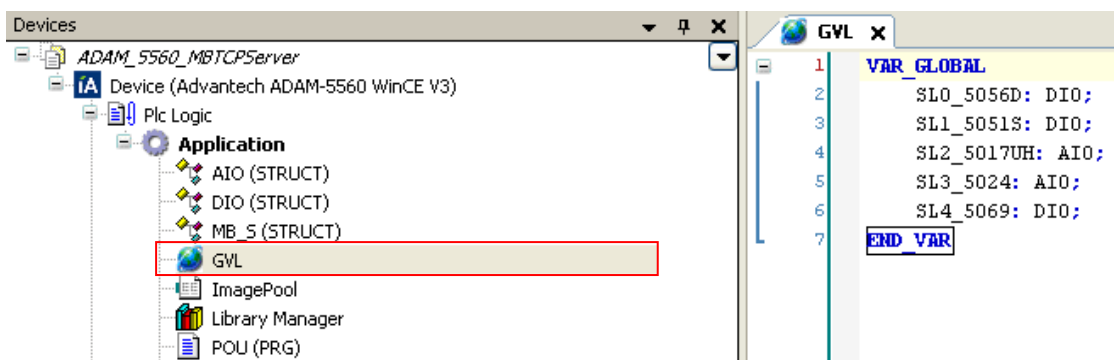 Devices
ADAM_5560_MBTCPServer
Device (Advantech ADAM-5560 WinCE V3)
Plc Logic
Application
AIO (STRUCT)
DIO (STRUCT)
MB_S (STRUCT)
GVL
ImagePool
Library Manager
POU (PRG)
GVL
1 VAR_GLOBAL
2 SL0_5056D: DIO;
3 SL1_5051S: DIO;
4 SL2_5017UH: AIO;
5 SL3_5024: AIO;
6 SL4_5069: DIO;
7 END_VAR